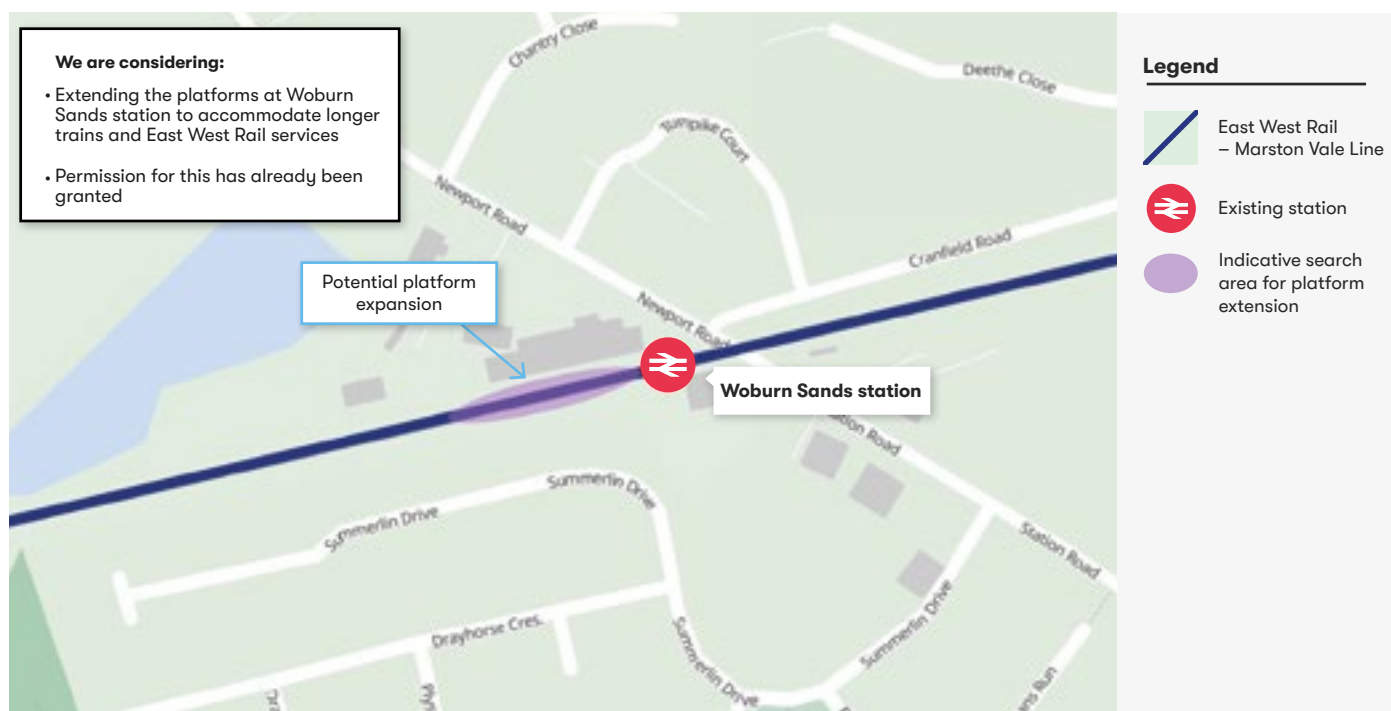 We are considering:
• Extending the platforms at Woburn
Sands station to accommodate longer
trains and East West Rail services
• Permission for this has already been
granted
Chantry Close
Deethe Close
Turnpike Court
Newport Road
Cranfield Road
Potential platform
expansion
Newport Road
Woburn Sands station
Station Road
Summerlin Drive
Summerlin Drive
Station Road
Drayhorse Cres.
Summerlin Drive
Summerlin Drive
Legend
East West Rail
– Marston Vale Line
Existing station
Indicative search
area for platform
extension